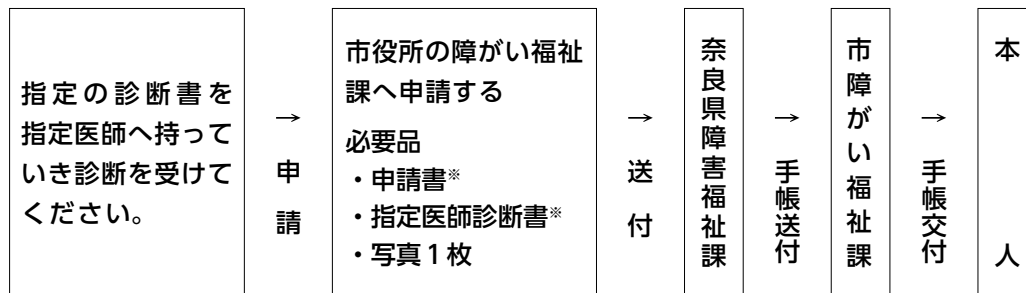 指定の診断書を
指定医師へ持って
いき診断を受けて
ください。
→
申請
市役所の障がい福祉
課へ申請する
必要品
・申請書※
・指定医師診断書※
・写真１枚
→
送付
奈良県障害福祉課
→
手帳送付
市障がい福祉課
→
手帳交付
本人